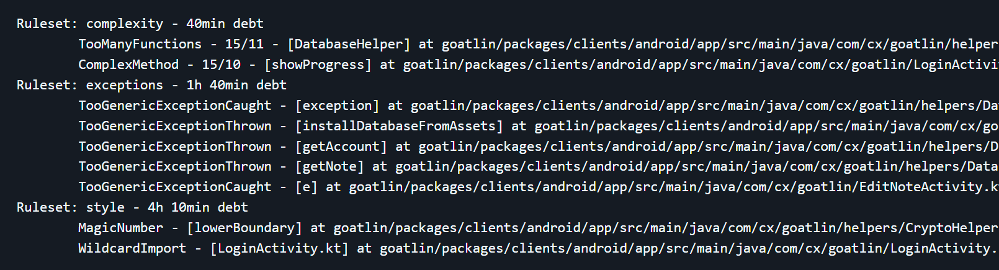 Ruleset: complexity - 40min debt
TooManyFunctions - 15/11 - [DatabaseHelper] at goatlin/packages/clients/android/app/src/main/java/com/cx/goatlin/helper
ComplexMethod - 15/10 - [showProgress] at goatlin/packages/clients/android/app/src/main/java/com/cx/goatlin/LoginActivi
Ruleset: exceptions - 1h 40min debt
TooGenericExceptionCaught - [exception] at goatlin/packages/clients/android/app/src/main/java/com/cx/goatlin/helpers/Da
TooGenericExceptionThrown - [installDatabaseFromAssets] at goatlin/packages/clients/android/app/src/main/java/com/cx/go
TooGenericExceptionThrown - [getAccount] at goatlin/packages/clients/android/app/src/main/java/com/cx/goatlin/helpers/D
TooGenericExceptionThrown - [getNote] at goatlin/packages/clients/android/app/src/main/java/com/cx/goatlin/helpers/Data
TooGenericExceptionCaught - [e] at goatlin/packages/clients/android/app/src/main/java/com/cx/goatlin/EditNoteActivity.k
Ruleset: style - 4h 10min debt
MagicNumber - [lowerBoundary] at goatlin/packages/clients/android/app/src/main/java/com/cx/goatlin/helpers/CryptoHelper
WildcardImport - [LoginActivity.kt] at goatlin/packages/clients/android/app/src/main/java/com/cx/goatlin/LoginActivity.